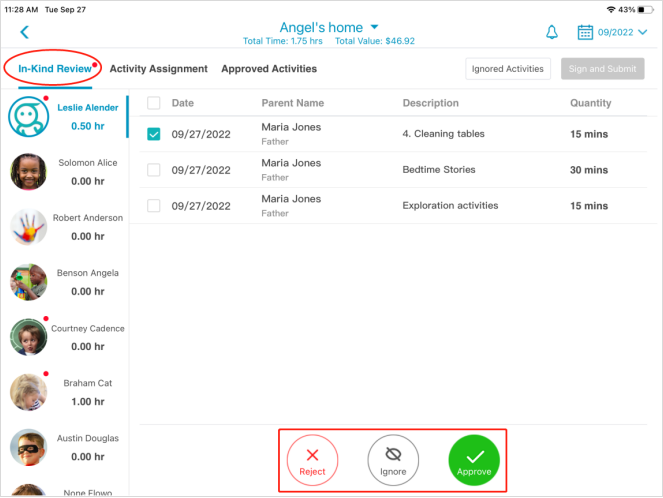 11:28 AM Tue Sep 27 43%
Angel's home
Total Time: 1.75 hrs Total Value: $46.92
09/2022
In-Kind Review Activity Assignment Approved Activities Ignored Activities Sign and Submit
Leslie Alender
0.50 hr
Solomon Alice
0.00 hr
Robert Anderson
0.00 hr
Benson Angela
0.00 hr
Courtney Cadence
0.00 hr
Braham Cat
1.00 hr
Austin Douglas
0.00 hr
None Flowo
Date Parent Name Description Quantity
09/27/2022 Maria Jones 4. Cleaning tables 15 mins
Father
09/27/2022 Maria Jones Bedtime Stories 30 mins
Father
09/27/2022 Maria Jones Exploration activities 15 mins
Father
Reject Ignore Approve